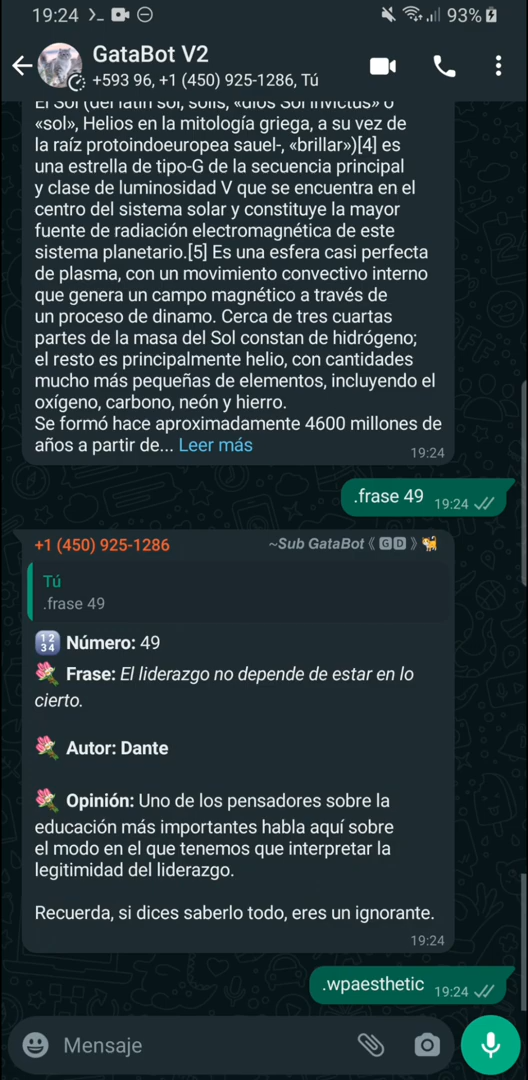 19:24
93%
GataBot V2
+593 96, +1 (450) 925-1286, Tú
El Sol (del latín sol, solis, «dios Sol invictus» o
«sol», Helios en la mitología griega, a su vez de
la raíz protoindoeuropea sauel-, «brillar»)[4] es
una estrella de tipo-G de la secuencia principal
y clase de luminosidad V que se encuentra en el
centro del sistema solar y constituye la mayor
fuente de radiación electromagnética de este
sistema planetario.[5] Es una esfera casi perfecta
de plasma, con un movimiento convectivo interno
que genera un campo magnético a través de
un proceso de dinamo. Cerca de tres cuartas
partes de la masa del Sol constan de hidrógeno;
el resto es principalmente helio, con cantidades
mucho más pequeñas de elementos, incluyendo el
oxígeno, carbono, neón y hierro.
Se formó hace aproximadamente 4600 millones de
años a partir de... Leer más
19:24
.frase 49 19:24
+1 (450) 925-1286 ~Sub GataBot《🅶🅳》🐈
Tú
.frase 49
🔢 Número: 49
💐 Frase: El liderazgo no depende de estar en lo
cierto.
💐 Autor: Dante
💐 Opinión: Uno de los pensadores sobre la
educación más importantes habla aquí sobre
el modo en el que tenemos que interpretar la
legitimidad del liderazgo.
Recuerda, si dices saberlo todo, eres un ignorante.
19:24
.wpaesthetic 19:24
Mensaje